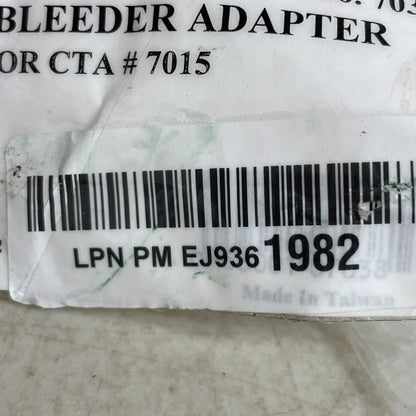 BLEEDER ADAPTER
OR CTA # 7015
LPN PM EJ936 1982
Made In Taiwan